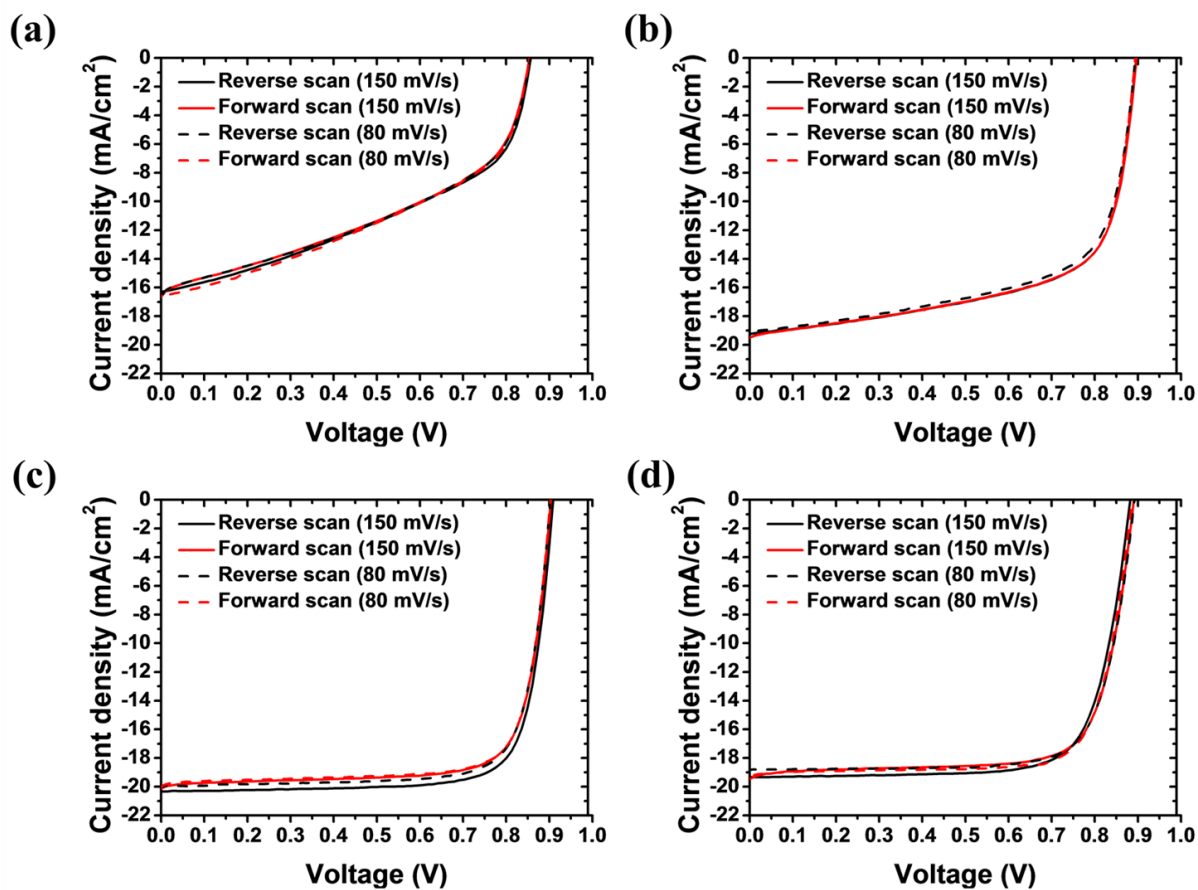 (a)
Current density (mA/cm²)
0
-2
-4
-6
-8
-10
-12
-14
-16
-18
-20
-22
Reverse scan (150 mV/s)
Forward scan (150 mV/s)
Reverse scan (80 mV/s)
Forward scan (80 mV/s)
0.0 0.1 0.2 0.3 0.4 0.5 0.6 0.7 0.8 0.9 1.0
Voltage (V)
(b)
Current density (mA/cm²)
0
-2
-4
-6
-8
-10
-12
-14
-16
-18
-20
-22
Reverse scan (150 mV/s)
Forward scan (150 mV/s)
Reverse scan (80 mV/s)
Forward scan (80 mV/s)
0.0 0.1 0.2 0.3 0.4 0.5 0.6 0.7 0.8 0.9 1.0
Voltage (V)
(c)
Current density (mA/cm²)
0
-2
-4
-6
-8
-10
-12
-14
-16
-18
-20
-22
Reverse scan (150 mV/s)
Forward scan (150 mV/s)
Reverse scan (80 mV/s)
Forward scan (80 mV/s)
0.0 0.1 0.2 0.3 0.4 0.5 0.6 0.7 0.8 0.9 1.0
Voltage (V)
(d)
Current density (mA/cm²)
0
-2
-4
-6
-8
-10
-12
-14
-16
-18
-20
-22
Reverse scan (150 mV/s)
Forward scan (150 mV/s)
Reverse scan (80 mV/s)
Forward scan (80 mV/s)
0.0 0.1 0.2 0.3 0.4 0.5 0.6 0.7 0.8 0.9 1.0
Voltage (V)